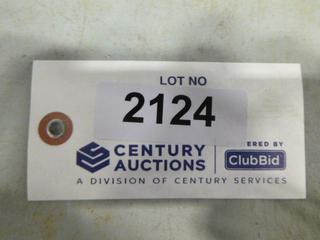 LOT NO
2124
CENTURY
AUCTIONS
ERED BY
ClubBid
A DIVISION OF CENTURY SERVICES